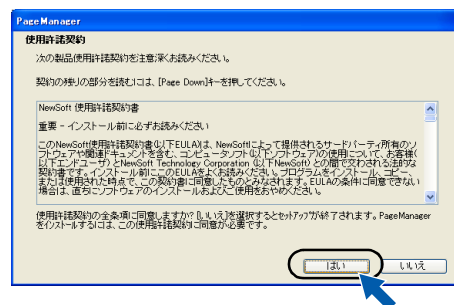 PageManager
使用許諾契約
次の製品使用許諾契約を注意深くお読みください。
契約の残りの部分を読むには、[Page Down]キーを押してください。
NewSoft 使用許諾契約書
重要 - インストール前に必ずお読みください
このNewSoft使用許諾契約書(以下EULA)は、NewSoftによって提供されるサードパーティ所有のソ
フトウェアや関連ドキュメントを含む、コンピュータソフト(以下ソフトウェア)の使用について、お客様(
以下エンドユーザ)とNewSoft Technology Corporation (以下NewSoft) との間で交わされる法的な
契約書です。インストール前にこのEULAをよくお読みください。プログラムをインストール、コピー、
または使用された時点で、この契約書に同意したものとみなされます。EULAの条件に同意できない
場合は、直ちにソフトウェアのインストールおよびご使用をおやめください。
使用許諾契約の全条項に同意しますか? [いいえ]を選択するとセットアップが終了されます。PageManager
をインストールするには、この使用許諾契約に同意が必要です。
はい
いいえ